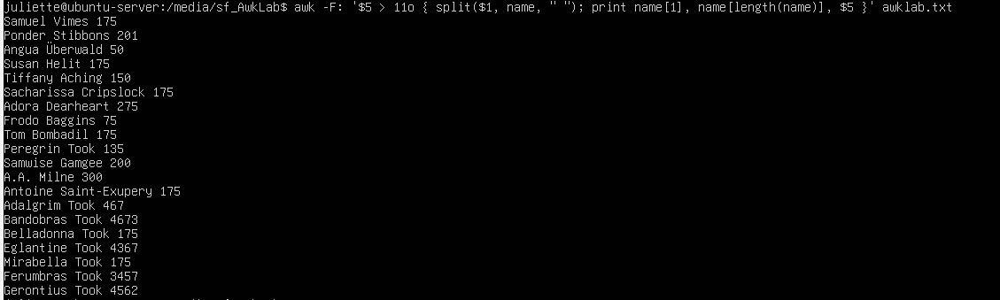 juliette@ubuntu-server:/media/sf_AwkLab$ awk -F: '$5 > 11o { split($1, name, " "); print name[1], name[length(name)], $5 }' awklab.txt
Samuel Vimes 175
Ponder Stibbons 201
Angua Überwald 50
Susan Helit 175
Tiffany Aching 150
Sacharissa Cripslock 175
Adora Dearheart 275
Frodo Baggins 75
Tom Bombadil 175
Peregrin Took 135
Samwise Gamgee 200
A.A. Milne 300
Antoine Saint-Exupery 175
Adalgrim Took 467
Bandobras Took 4673
Belladonna Took 175
Eglantine Took 4367
Mirabella Took 175
Ferumbras Took 3457
Gerontius Took 4562